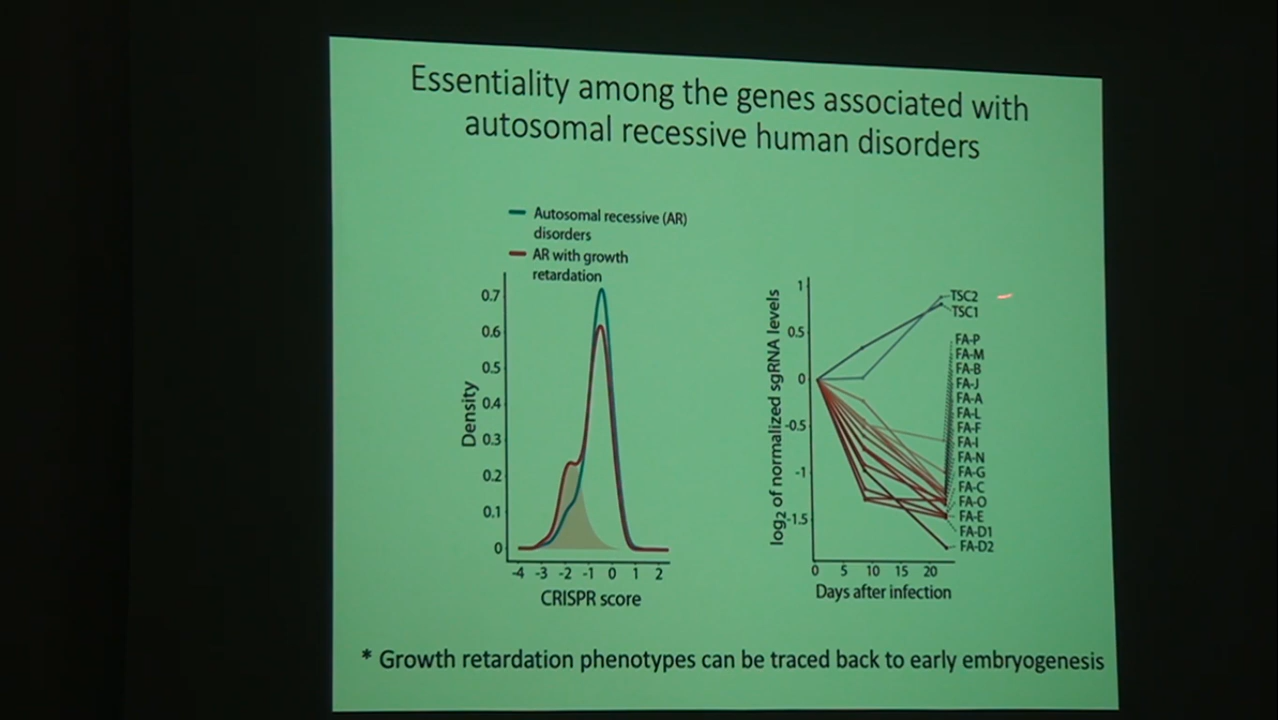 Essentiality among the genes associated with
autosomal recessive human disorders
Autosomal recessive (AR)
disorders
AR with growth
retardation
0.7
0.6
0.5
0.4
0.3
0.2
0.1
0
Density
-4 -3 -2 -1 0 1 2
CRISPR score
1
0.5
0
-0.5
-1
-1.5
log2 of normalized sgRNA levels
0 5 10 15 20
Days after infection
TSC2
TSC1
FA-P
FA-M
FA-B
FA-J
FA-A
FA-L
FA-F
FA-I
FA-N
FA-G
FA-C
FA-O
FA-E
FA-D1
FA-D2
* Growth retardation phenotypes can be traced back to early embryogenesis